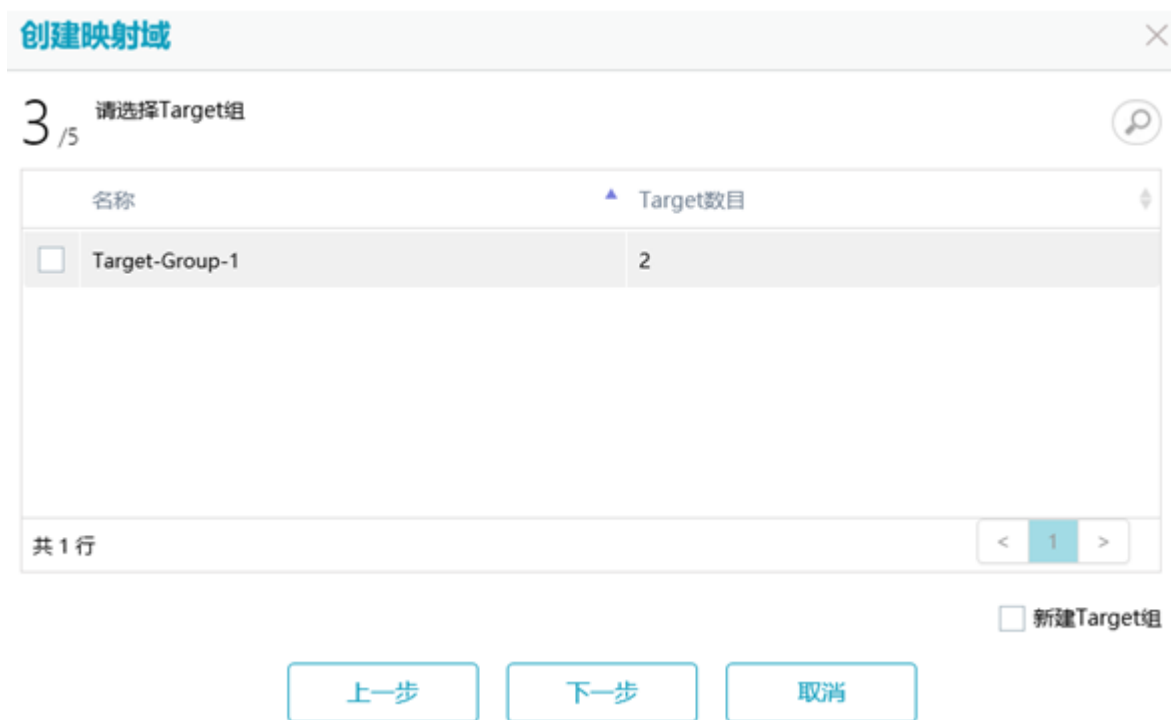 创建映射域
3 /5 请选择Target组
名称 Target数目
Target-Group-1 2
共 1 行 < 1 >
新建Target组
上一步 下一步 取消